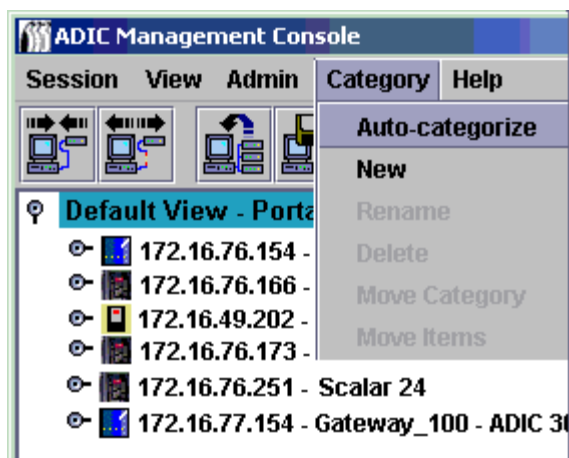 ADIC Management Console
Session View Admin Category Help
Auto-categorize
New
Rename
Delete
Move Category
Move Items
Default View - Porta
172.16.76.154 -
172.16.76.166 -
172.16.49.202 -
172.16.76.173 -
172.16.76.251 - Scalar 24
172.16.77.154 - Gateway_100 - ADIC